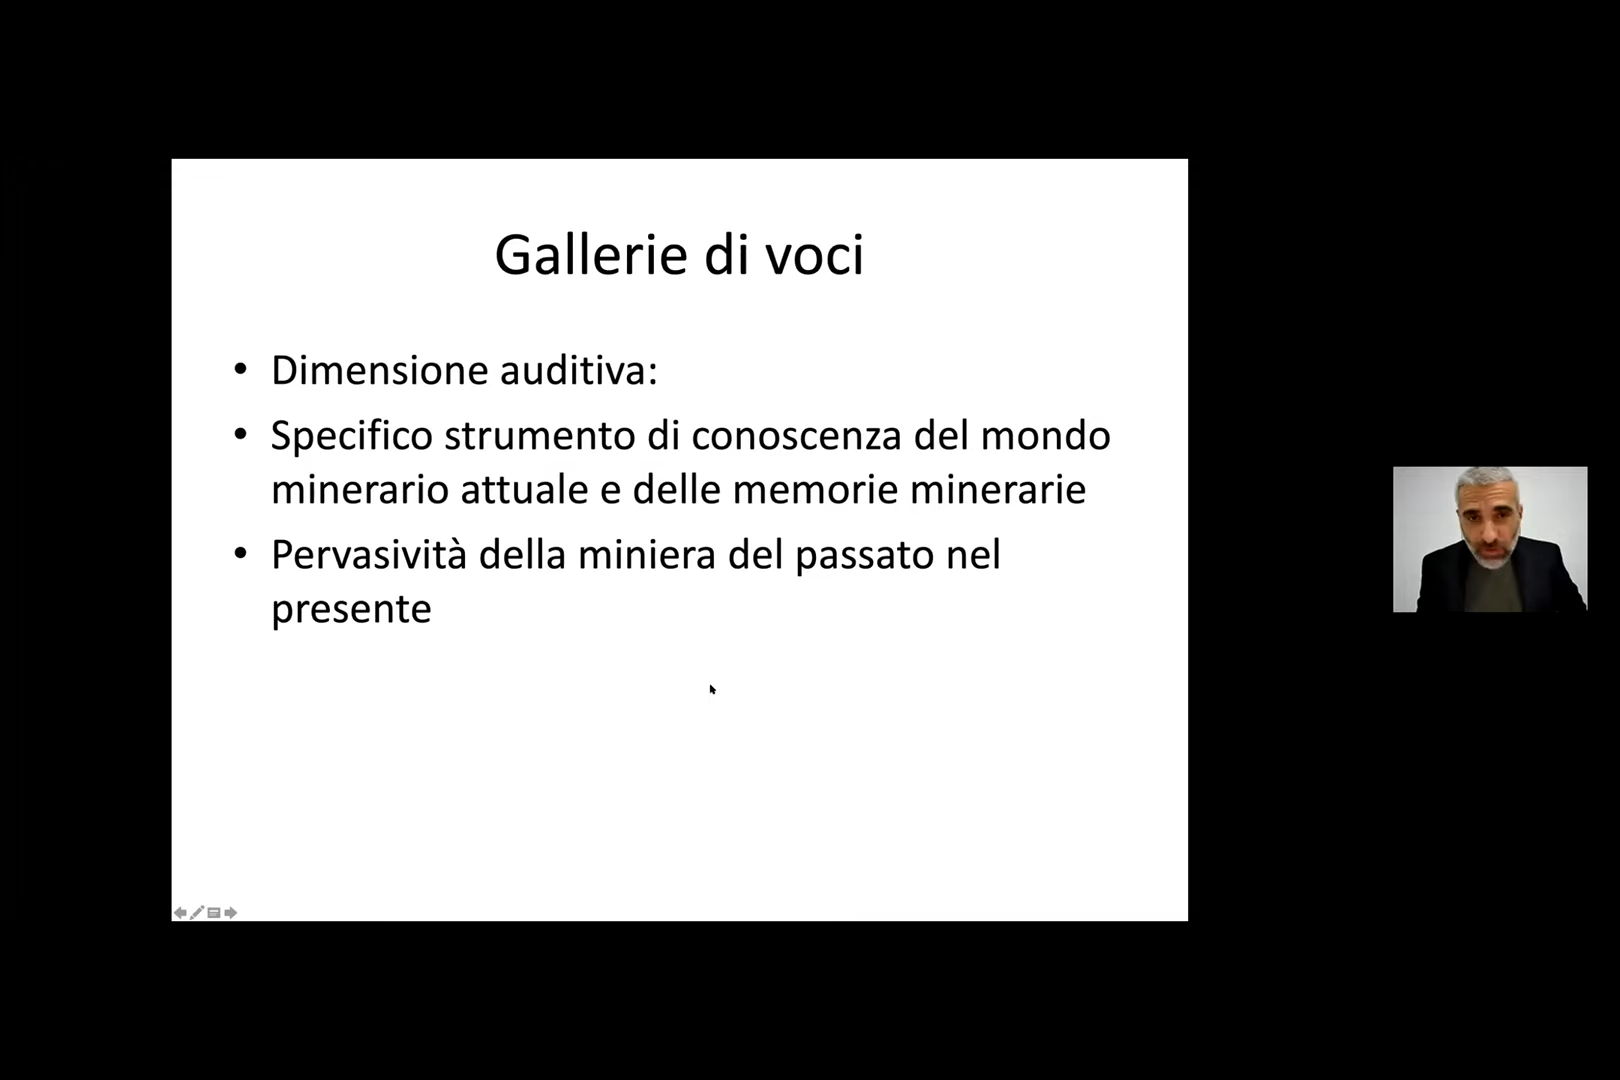 Gallerie di voci
• Dimensione auditiva:
• Specifico strumento di conoscenza del mondo
minerario attuale e delle memorie minerarie
• Pervasività della miniera del passato nel
presente